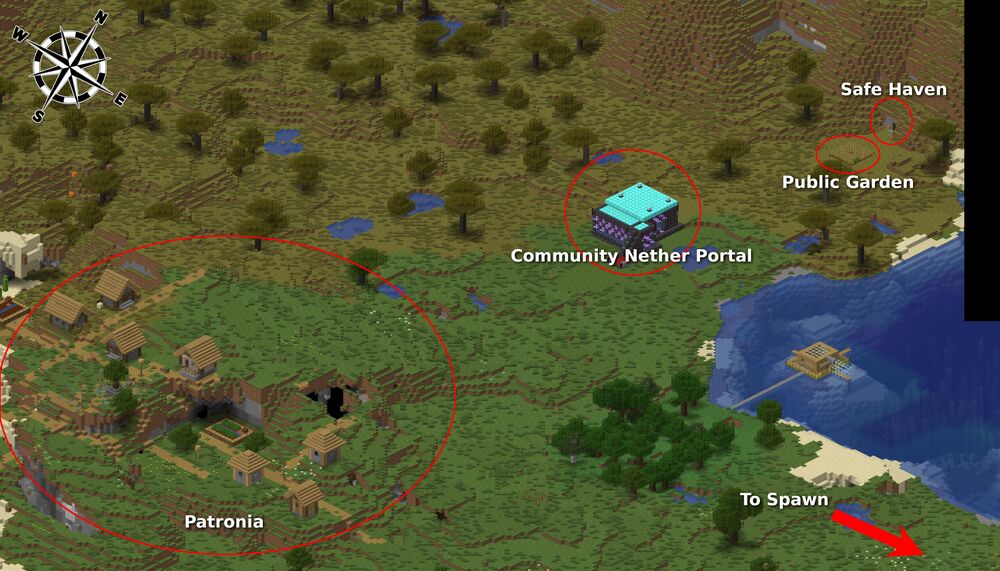 N
W
E
S
Safe Haven
Public Garden
Community Nether Portal
To Spawn
Patronia